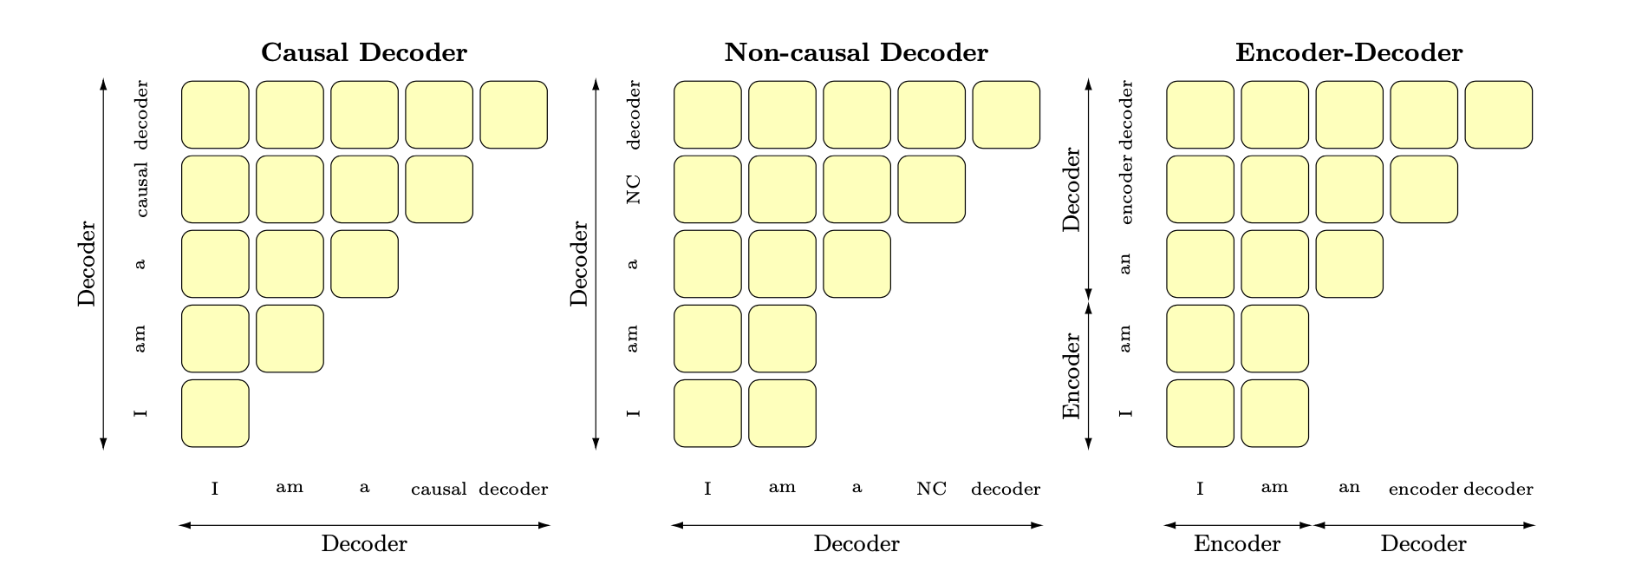 Causal Decoder
Decoder
decoder
causal
a
am
I
I am a causal decoder
Decoder
Non-causal Decoder
Decoder
decoder
NC
a
am
I
I am a NC decoder
Decoder
Encoder-Decoder
Decoder
Encoder
decoder
encoder
an
am
I
I am an encoder decoder
Encoder Decoder